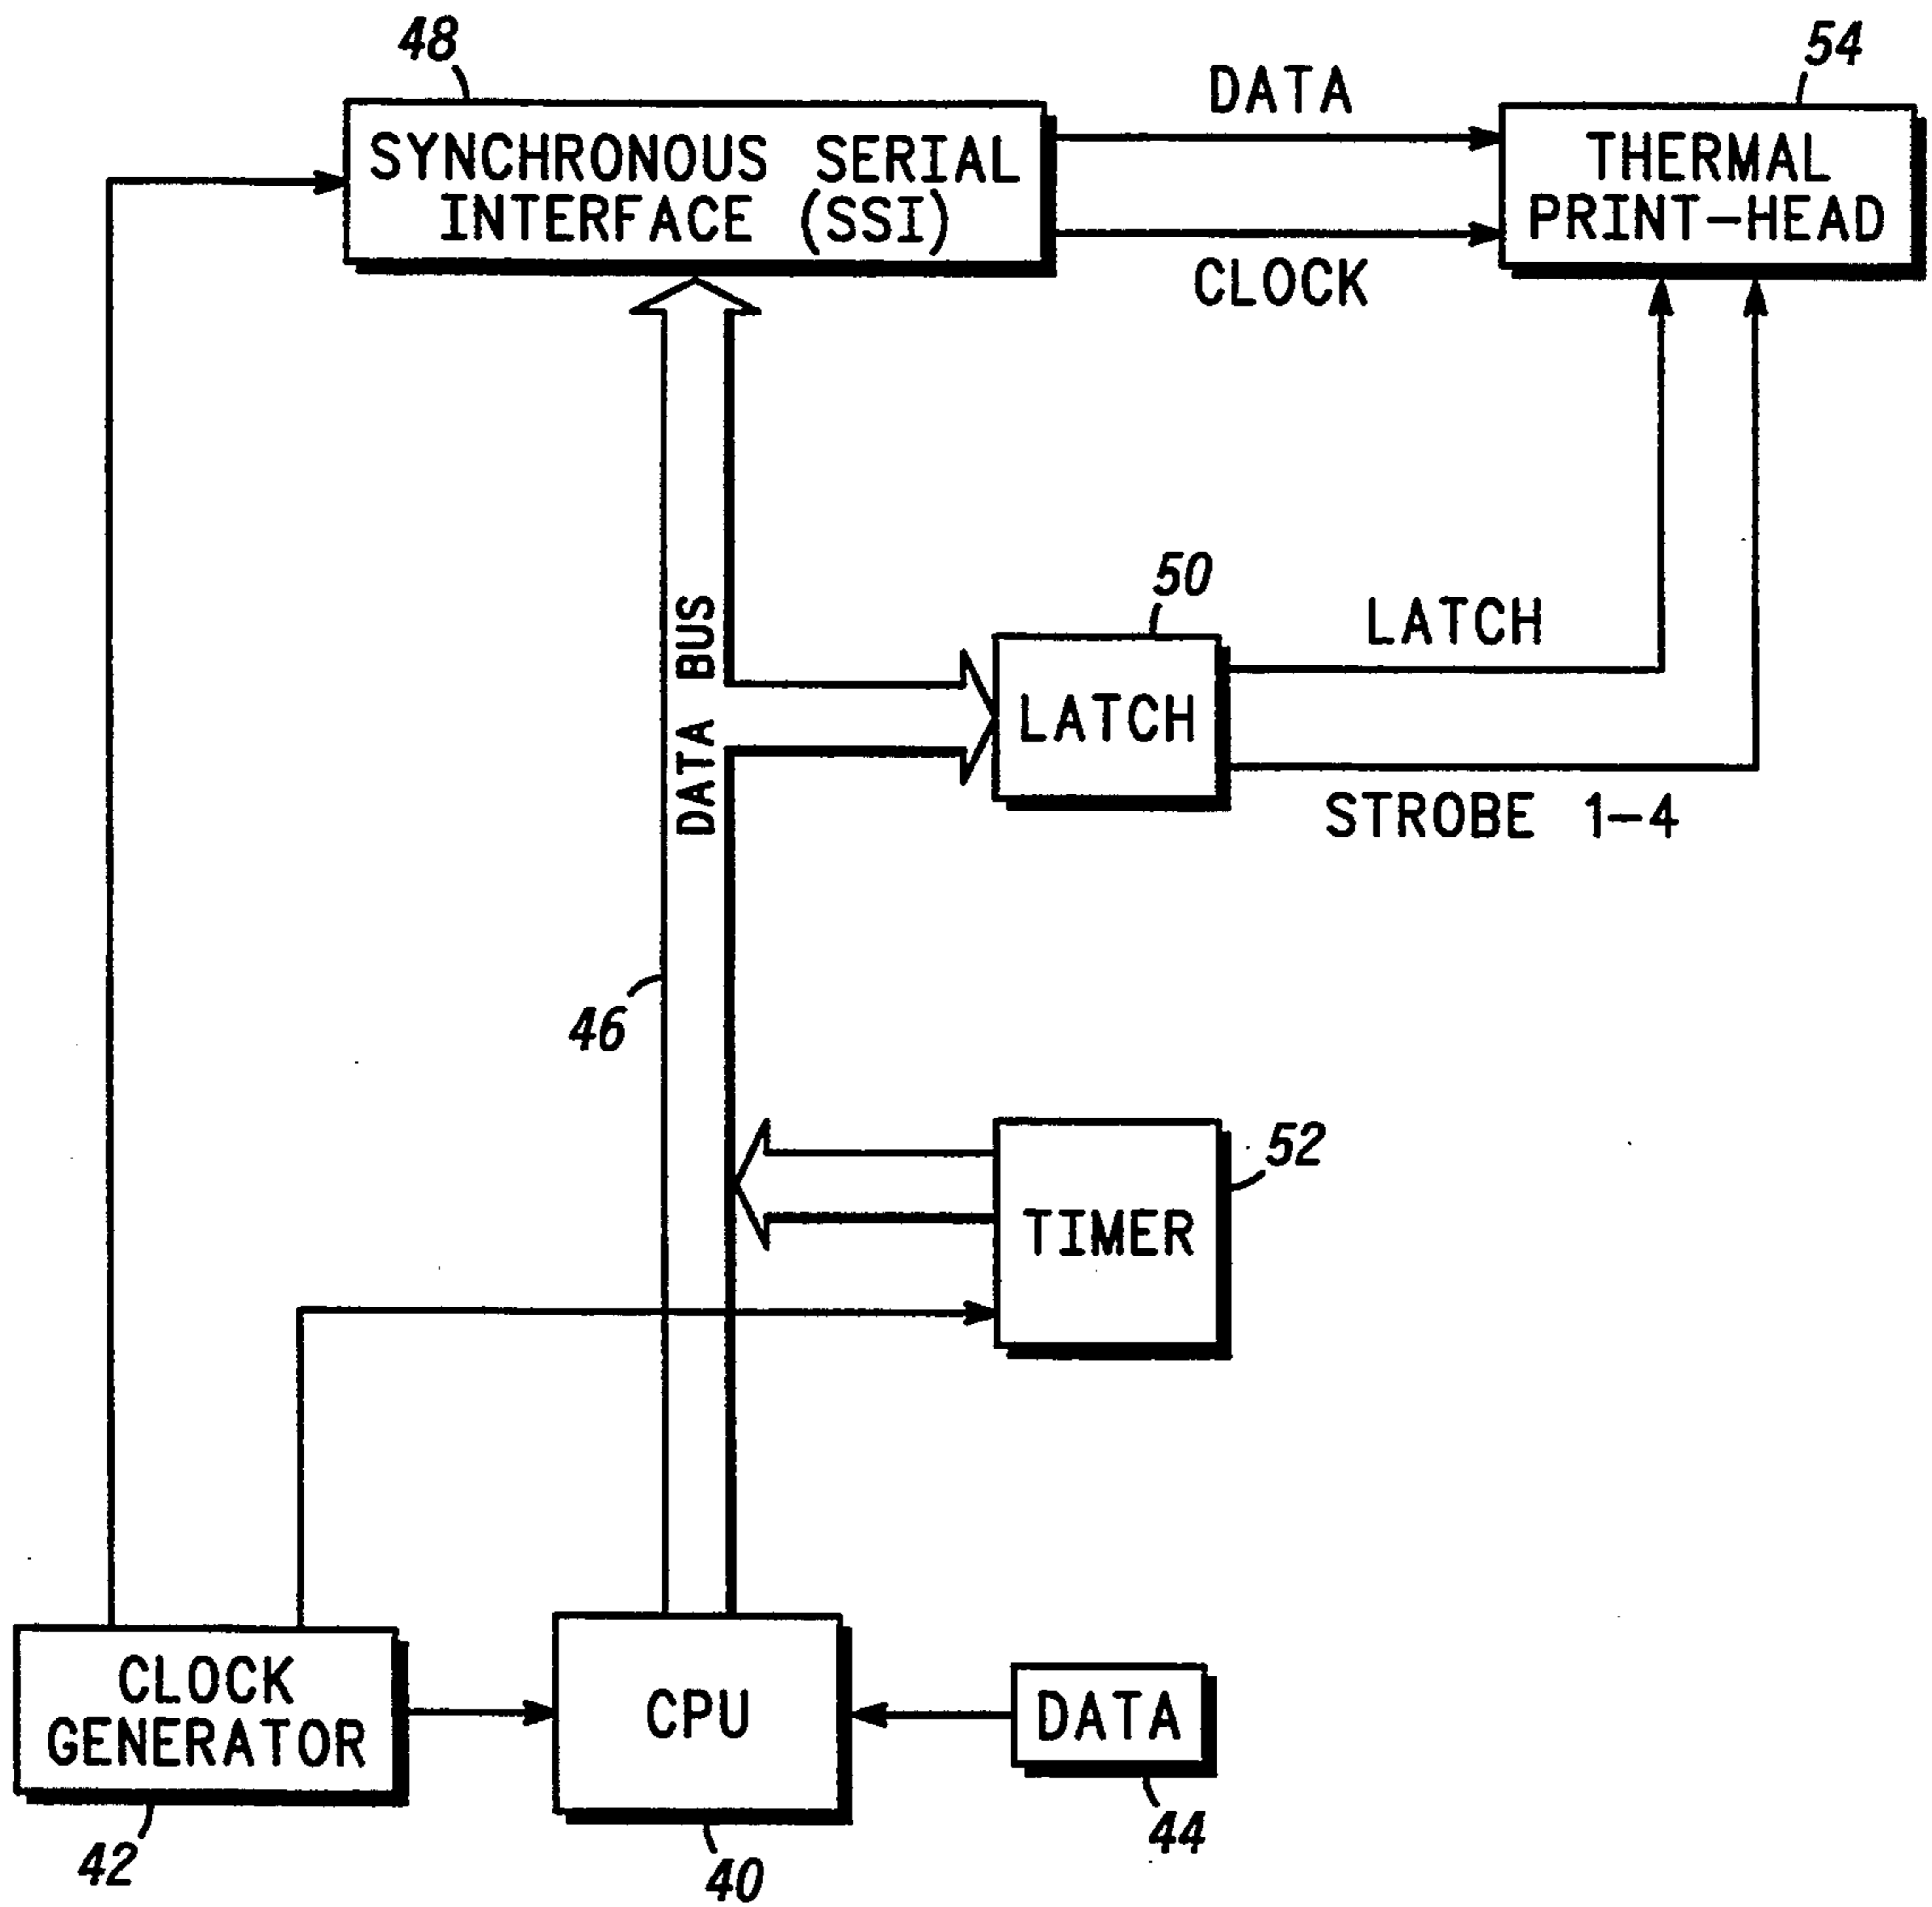 48
54
DATA
SYNCHRONOUS SERIAL
INTERFACE (SSI)
THERMAL
PRINT-HEAD
CLOCK
50
LATCH
DATA BUS
LATCH
STROBE 1-4
46
52
TIMER
CLOCK
GENERATOR
CPU
DATA
42
40
44